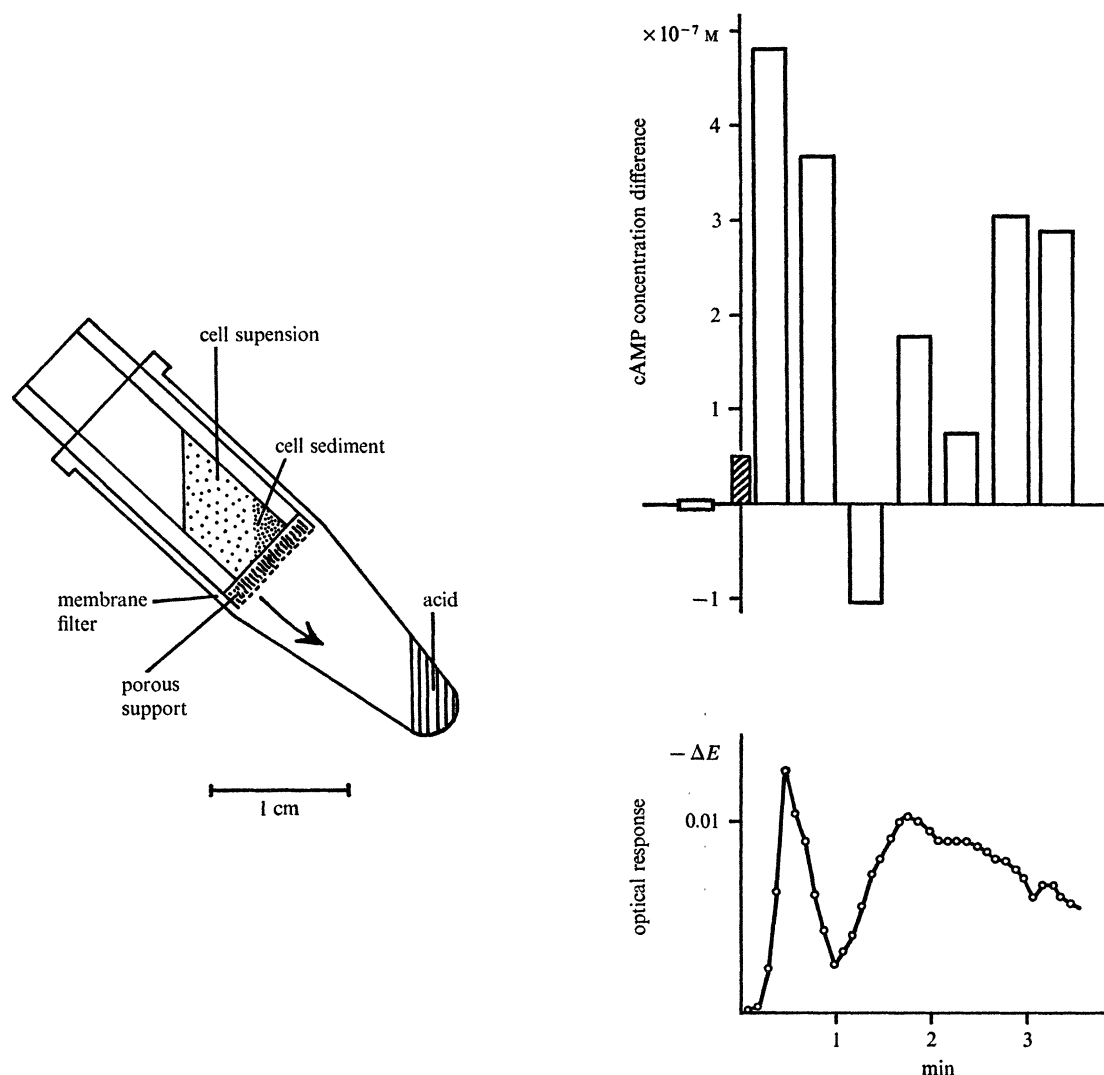 cell supension
cell sediment
membrane
filter
porous
support
acid
1 cm
×10⁻⁷ M
cAMP concentration difference
4
3
2
1
−1
− ΔE
optical response
0.01
1
2
3
min